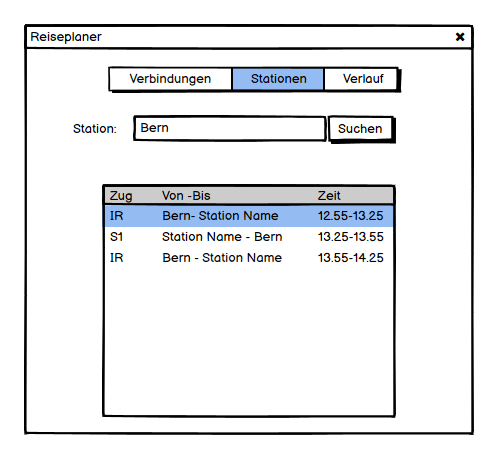 Reiseplaner
Verbindungen Stationen Verlauf
Station: Bern Suchen
Zug Von -Bis Zeit
IR Bern- Station Name 12.55-13.25
S1 Station Name - Bern 13.25-13.55
IR Bern - Station Name 13.55-14.25